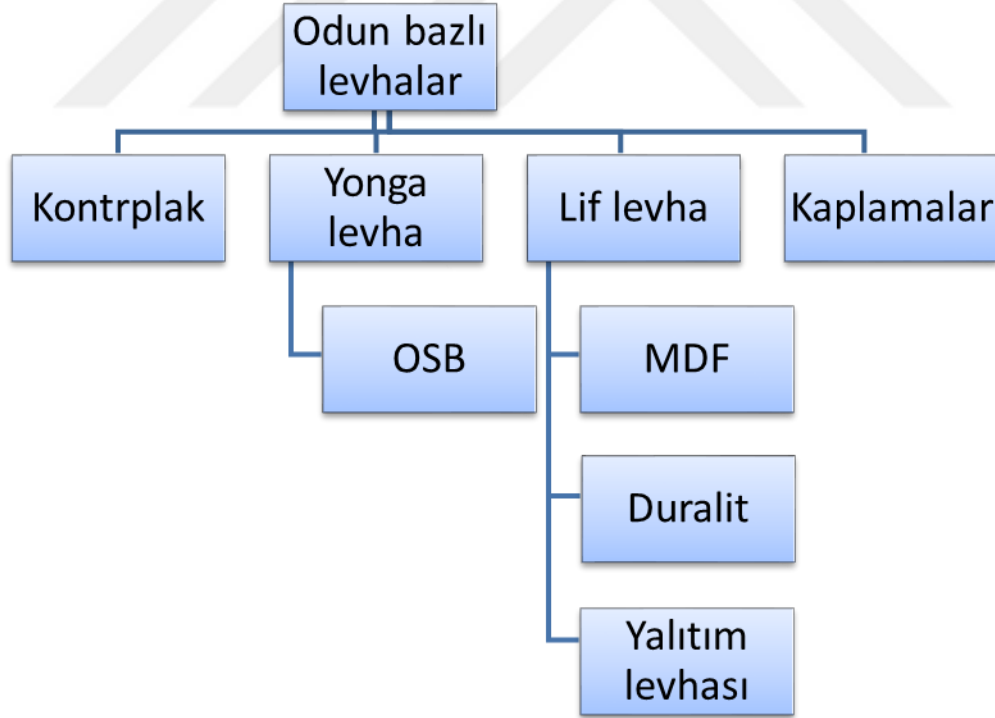 Odun bazlı
levhalar
Kontrplak
Yonga
levha
Lif levha
Kaplamalar
OSB
MDF
Duralit
Yalıtım
levhası